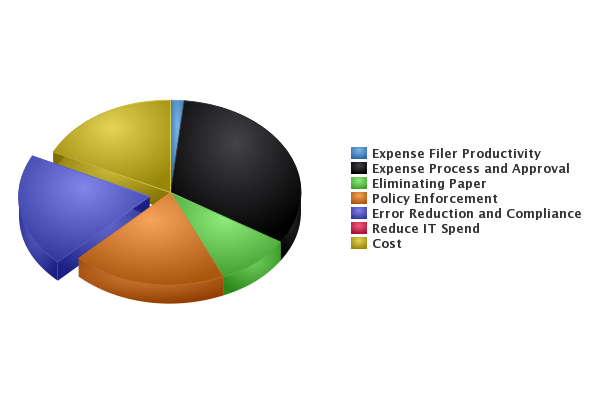 Expense Filer Productivity
Expense Process and Approval
Eliminating Paper
Policy Enforcement
Error Reduction and Compliance
Reduce IT Spend
Cost